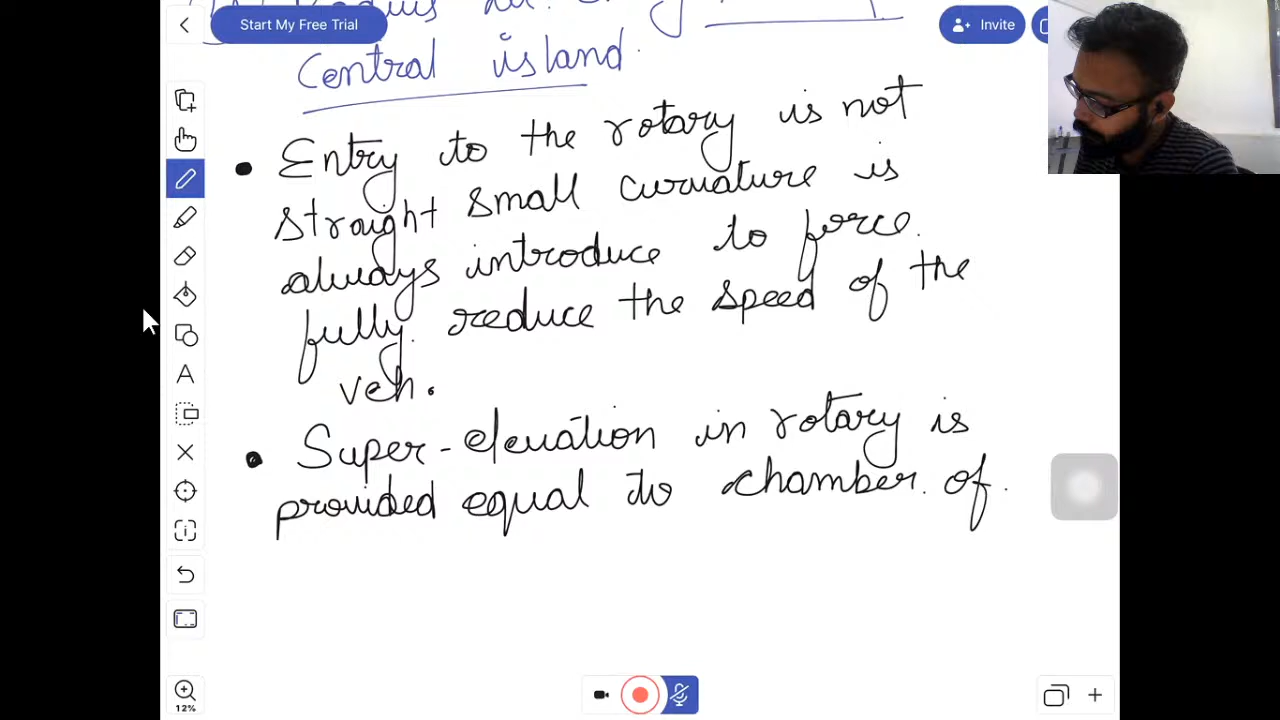 Start My Free Trial
Invite
central island.
• Entry to the rotary is not
straight small curvature is
always introduce to force
fully reduce the speed of the
veh.
• Super-elevation in rotary is
provided equal to chamber of
A
12%